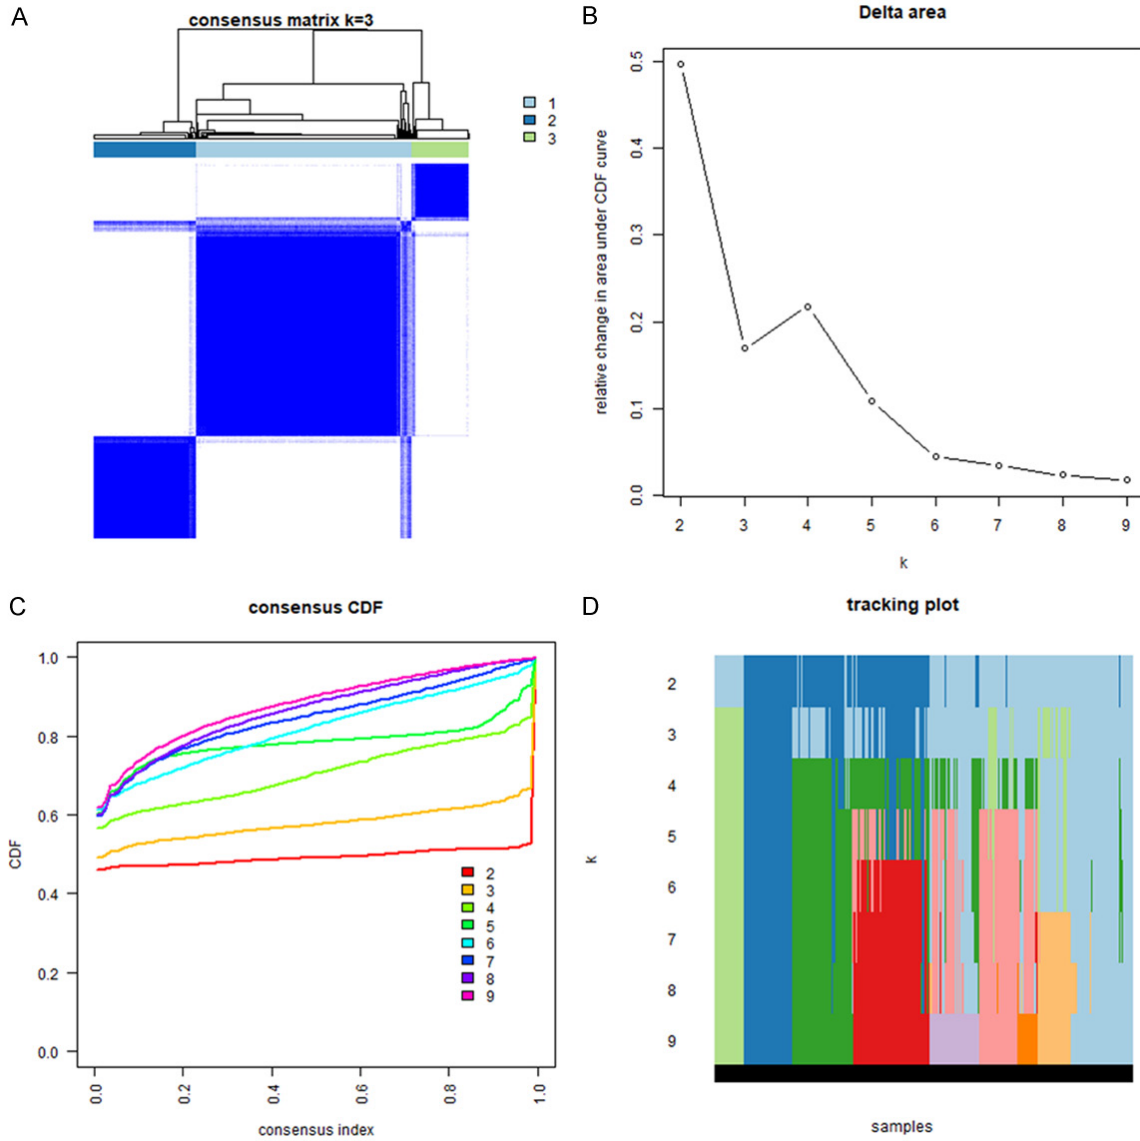 A
consensus matrix k=3
1
2
3
B
Delta area
relative change in area under CDF curve
0.5
0.4
0.3
0.2
0.1
0.0
2 3 4 5 6 7 8 9
k
C
consensus CDF
CDF
1.0
0.8
0.6
0.4
0.2
0.0
2
3
4
5
6
7
8
9
0.0 0.2 0.4 0.6 0.8 1.0
consensus index
D
tracking plot
k
2
3
4
5
6
7
8
9
samples